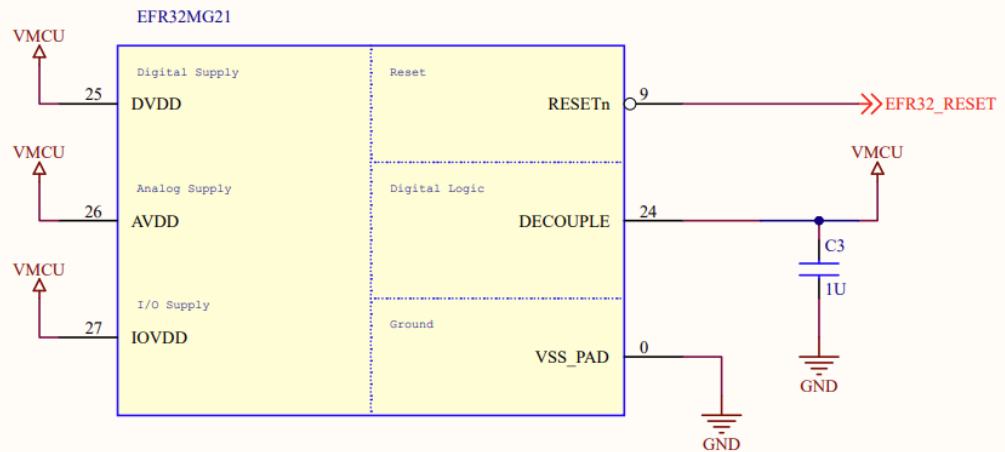 EFR32MG21
VMCU
Digital Supply
Reset
25
DVDD
RESETn
9
EFR32_RESET
VMCU
VMCU
Analog Supply
Digital Logic
26
AVDD
DECOUPLE
24
C3
1U
VMCU
I/O Supply
Ground
27
IOVDD
VSS_PAD
0
GND
GND